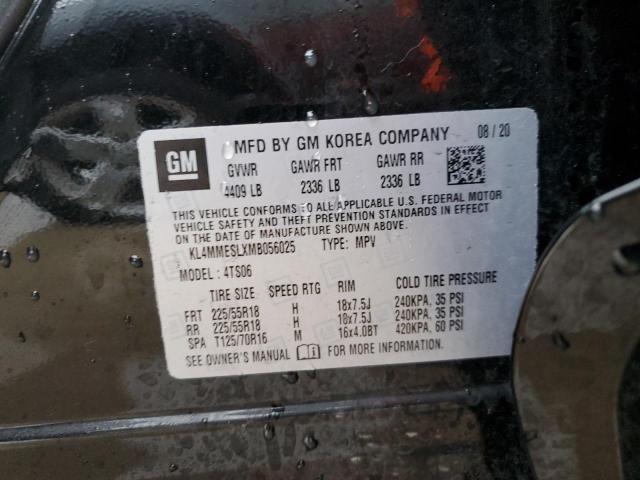 GM MFD BY GM KOREA COMPANY 08/20
GVWR GAWR FRT GAWR RR
4409 LB 2336 LB 2336 LB
THIS VEHICLE CONFORMS TO ALL APPLICABLE U.S. FEDERAL MOTOR
VEHICLE SAFETY AND THEFT PREVENTION STANDARDS IN EFFECT ON
THE DATE OF MANUFACTURE SHOWN ABOVE.
KL4MMESLXMB056025 TYPE: MPV
MODEL: 4TS06
TIRE SIZE SPEED RTG RIM COLD TIRE PRESSURE
FRT 225/55R18 H 18x7.5J 240KPA, 35 PSI
RR 225/55R18 H 18x7.5J 240KPA, 35 PSI
SPA T125/70R16 M 16x4.0BT 420KPA, 60 PSI
SEE OWNER'S MANUAL FOR MORE INFORMATION.